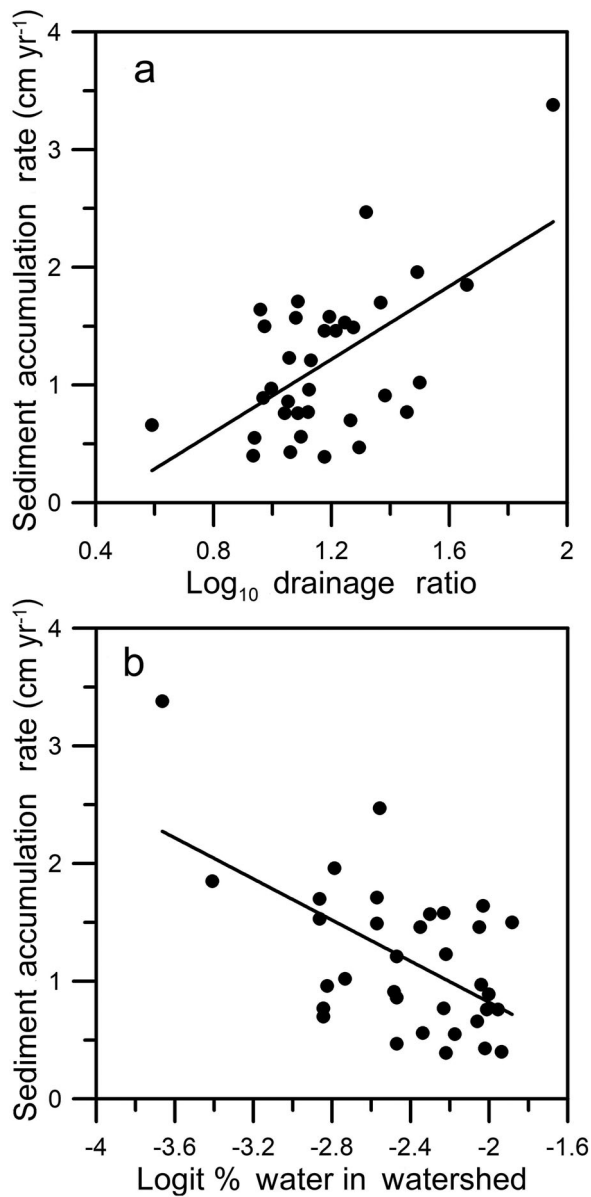 a
Sediment accumulation rate (cm yr⁻¹)
4
3
2
1
0
0.4 0.8 1.2 1.6 2
Log₁₀ drainage ratio
b
Sediment accumulation rate (cm yr⁻¹)
4
3
2
1
0
-4 -3.6 -3.2 -2.8 -2.4 -2 -1.6
Logit % water in watershed